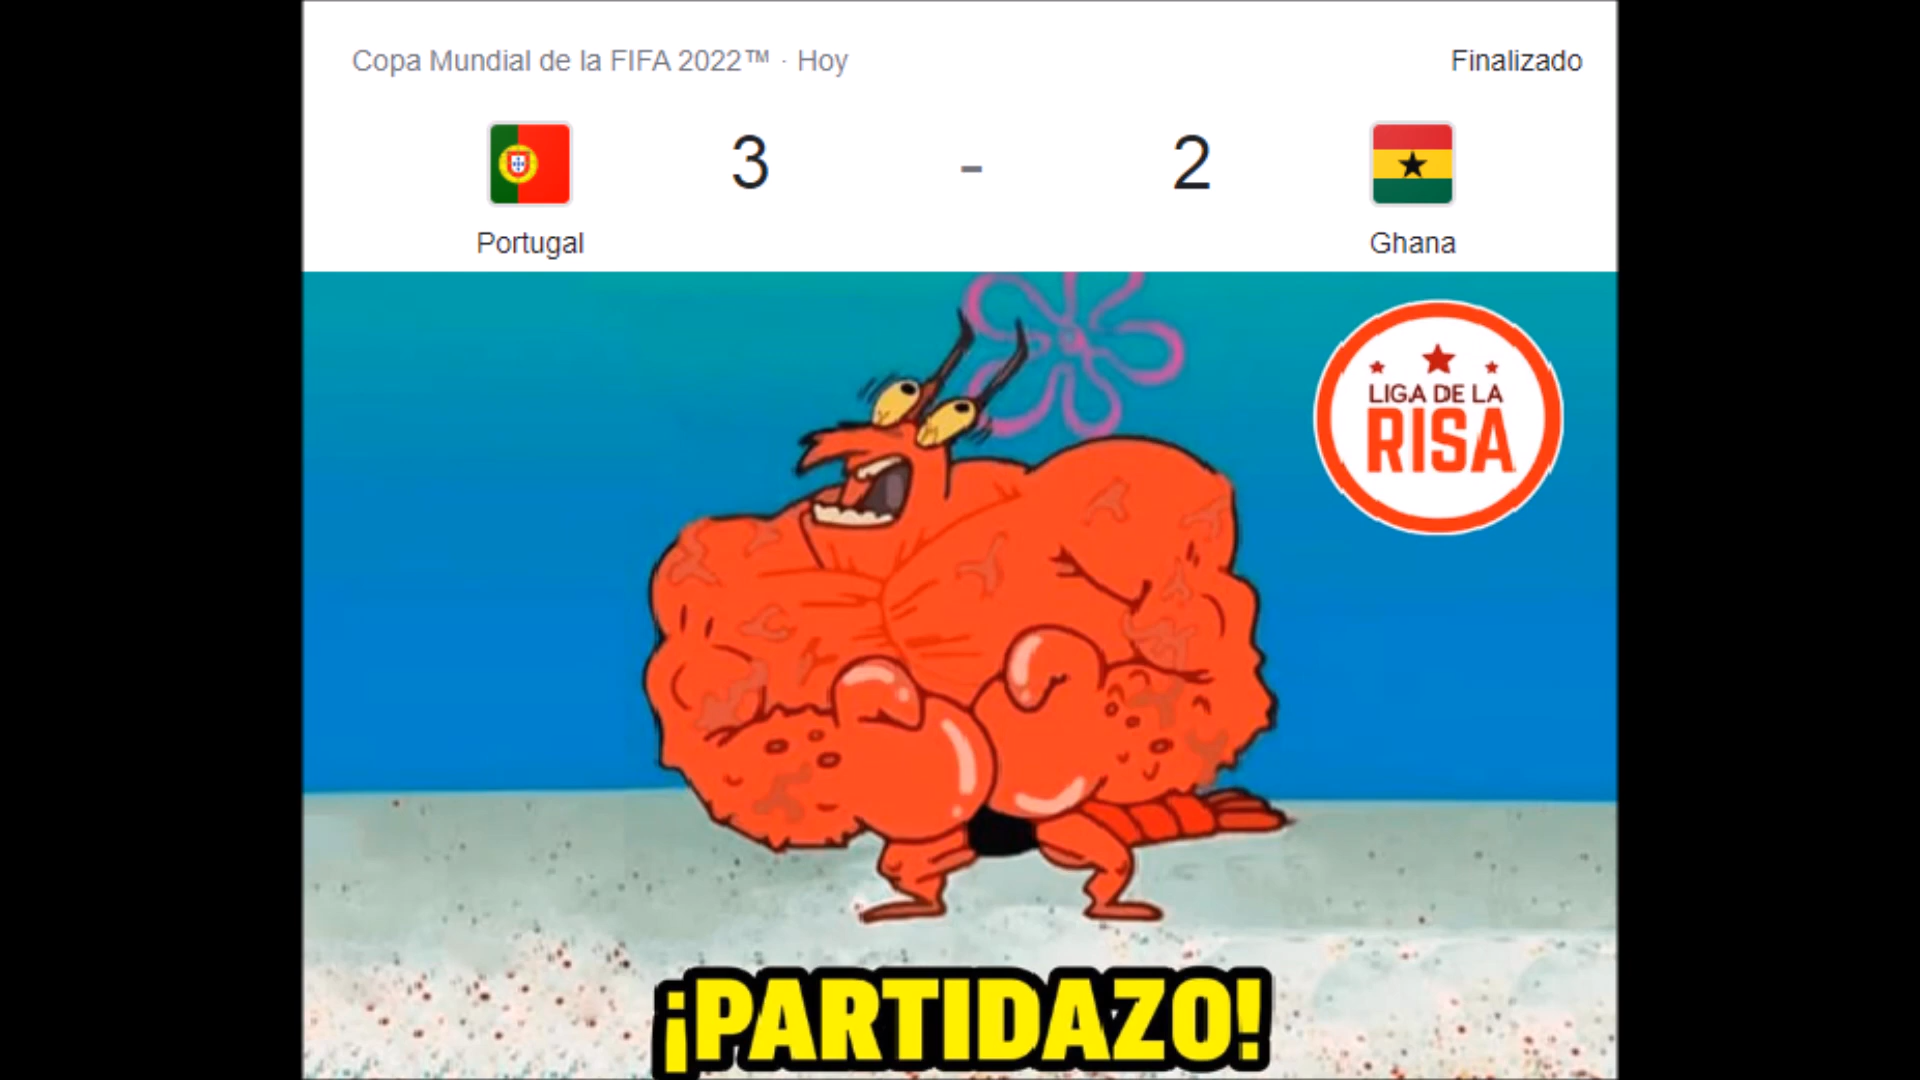 Copa Mundial de la FIFA 2022™ · Hoy
Finalizado
3 - 2
Portugal
Ghana
LIGA DE LA
RISA
¡PARTIDAZO!